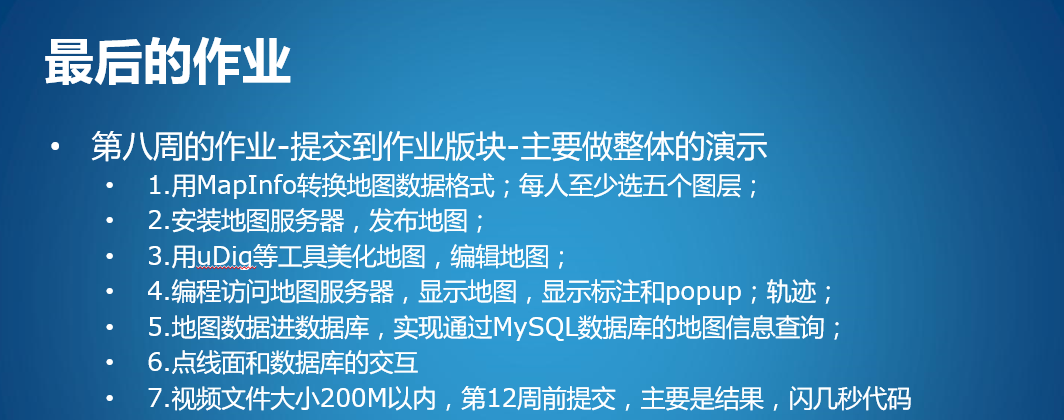 最后的作业
• 第八周的作业-提交到作业版块-主要做整体的演示
• 1.用MapInfo转换地图数据格式；每人至少选五个图层；
• 2.安装地图服务器，发布地图；
• 3.用uDig等工具美化地图，编辑地图；
• 4.编程访问地图服务器，显示地图，显示标注和popup；轨迹；
• 5.地图数据进数据库，实现通过MySQL数据库的地图信息查询；
• 6.点线面和数据库的交互
• 7.视频文件大小200M以内，第12周前提交，主要是结果，闪几秒代码